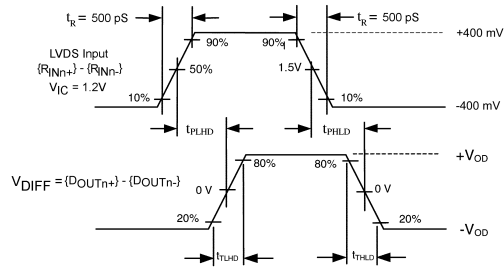 tR = 500 pS
tR = 500 pS
LVDS Input
{RINn+} - {RINn-}
VIC = 1.2V
90%
90%
+400 mV
50%
1.5V
10%
10%
-400 mV
tPLHD
tPHLD
VDIFF = {DOUTn+} - {DOUTn-}
80%
80%
+VOD
0 V
0 V
20%
20%
-VOD
tTLHD
tTHLD